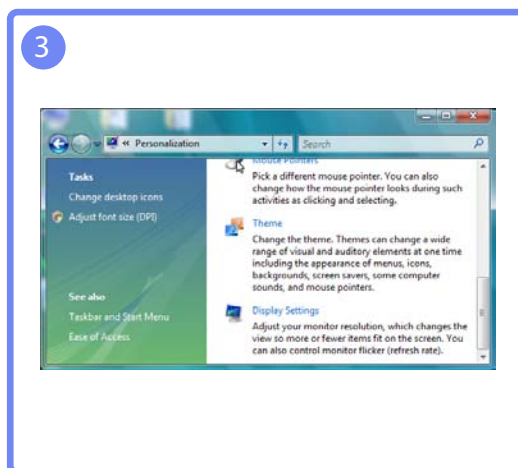 3
« Personalization
Search
Tasks
Change desktop icons
Adjust font size (DPI)
See also
Taskbar and Start Menu
Ease of Access
Mouse Pointers
Pick a different mouse pointer. You can also
change how the mouse pointer looks during such
activities as clicking and selecting.
Theme
Change the theme. Themes can change a wide
range of visual and auditory elements at one time
including the appearance of menus, icons,
backgrounds, screen savers, some computer
sounds, and mouse pointers.
Display Settings
Adjust your monitor resolution, which changes the
view so more or fewer items fit on the screen. You
can also control monitor flicker (refresh rate).